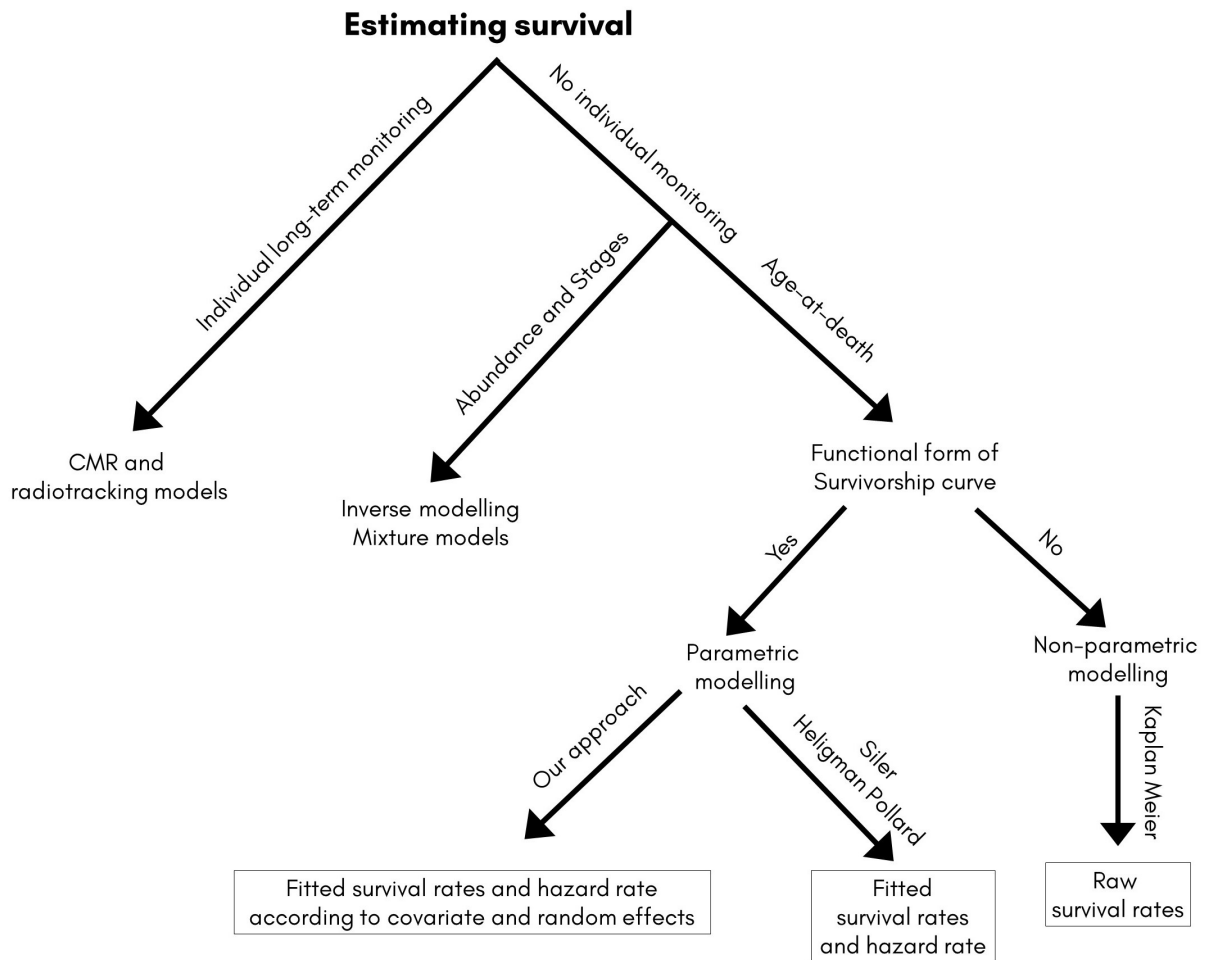 Estimating survival
Individual long-term monitoring
No individual monitoring
Abundance and Stages
Age-at-death
CMR and
radiotracking models
Inverse modelling
Mixture models
Functional form of
Survivorship curve
Yes
No
Parametric
modelling
Non-parametric
modelling
Our approach
Siler
Heligman Pollard
Kaplan Meier
Fitted survival rates and hazard rate
according to covariate and random effects
Fitted
survival rates
and hazard rate
Raw
survival rates